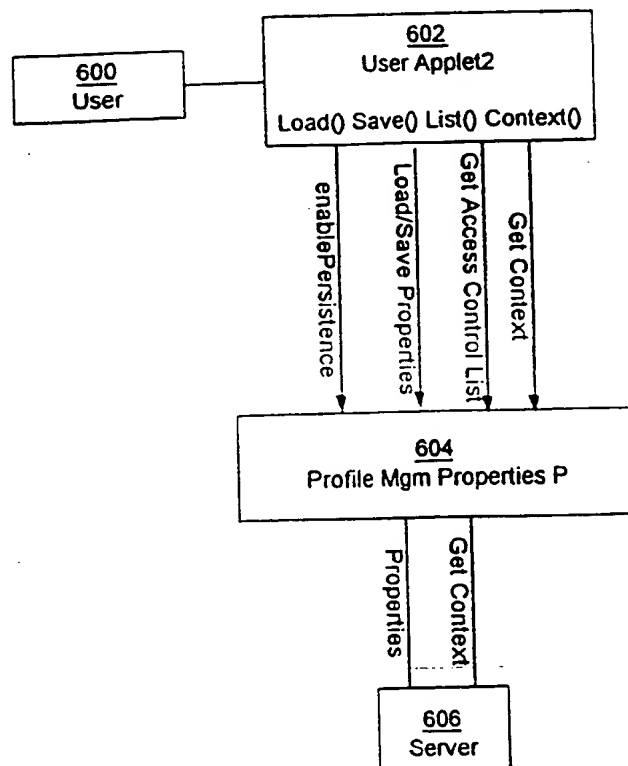 602
User Applet2
Load() Save() List() Context()
600
User
enablePersistence
Load/Save Properties
Get Access Control List
Get Context
604
Profile Mgm Properties P
Properties
Get Context
606
Server